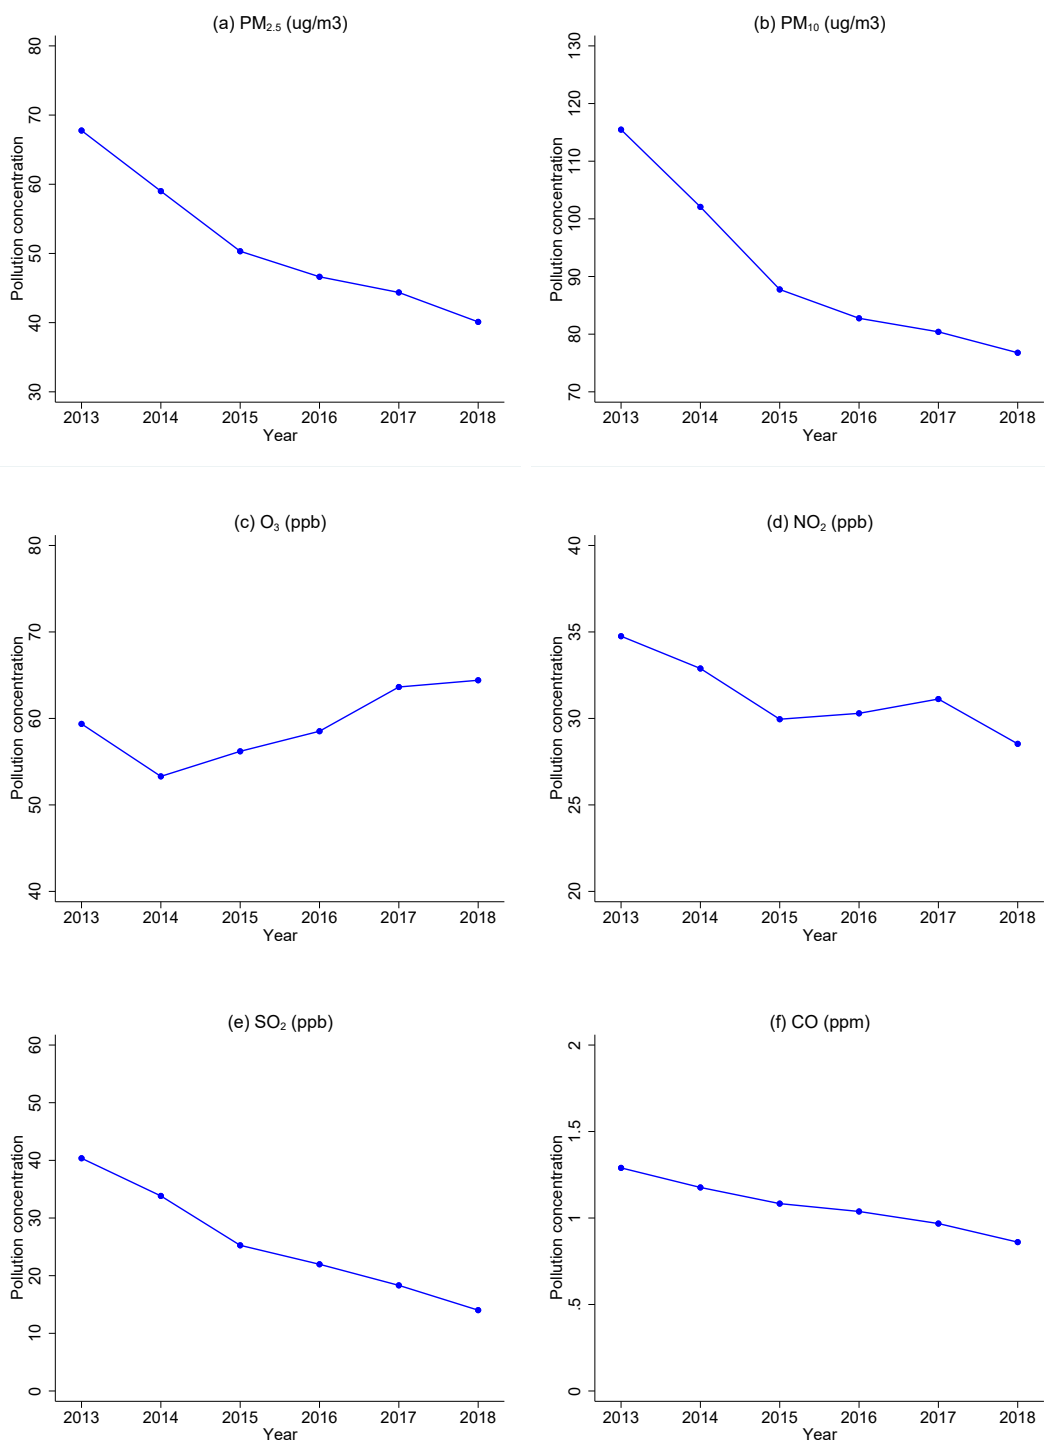 (a) PM₂.₅ (ug/m3)
Pollution concentration
80
70
60
50
40
30
2013 2014 2015 2016 2017 2018
Year
(b) PM₁₀ (ug/m3)
Pollution concentration
130
120
110
100
90
80
70
2013 2014 2015 2016 2017 2018
Year
(c) O₃ (ppb)
Pollution concentration
80
70
60
50
40
2013 2014 2015 2016 2017 2018
Year
(d) NO₂ (ppb)
Pollution concentration
40
35
30
25
20
2013 2014 2015 2016 2017 2018
Year
(e) SO₂ (ppb)
Pollution concentration
60
50
40
30
20
10
0
2013 2014 2015 2016 2017 2018
Year
(f) CO (ppm)
Pollution concentration
2
1.5
1
.5
0
2013 2014 2015 2016 2017 2018
Year